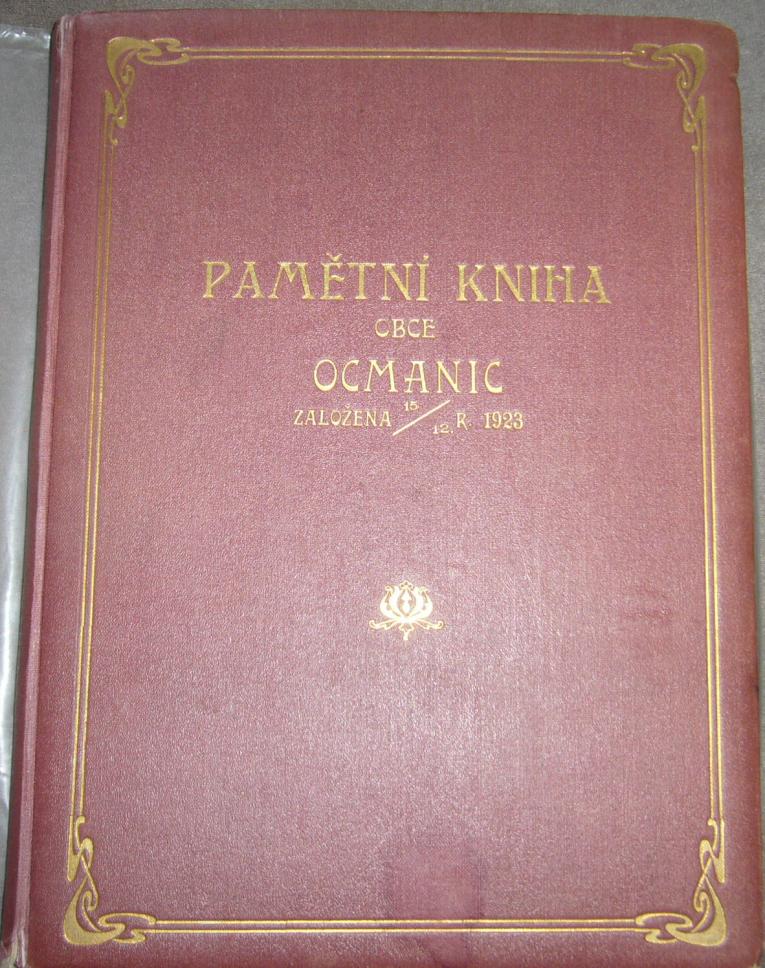 PAMĚTNÍ KNIHA
OBCE
OCMANIC
ZALOŽENA 15/12. R. 1923